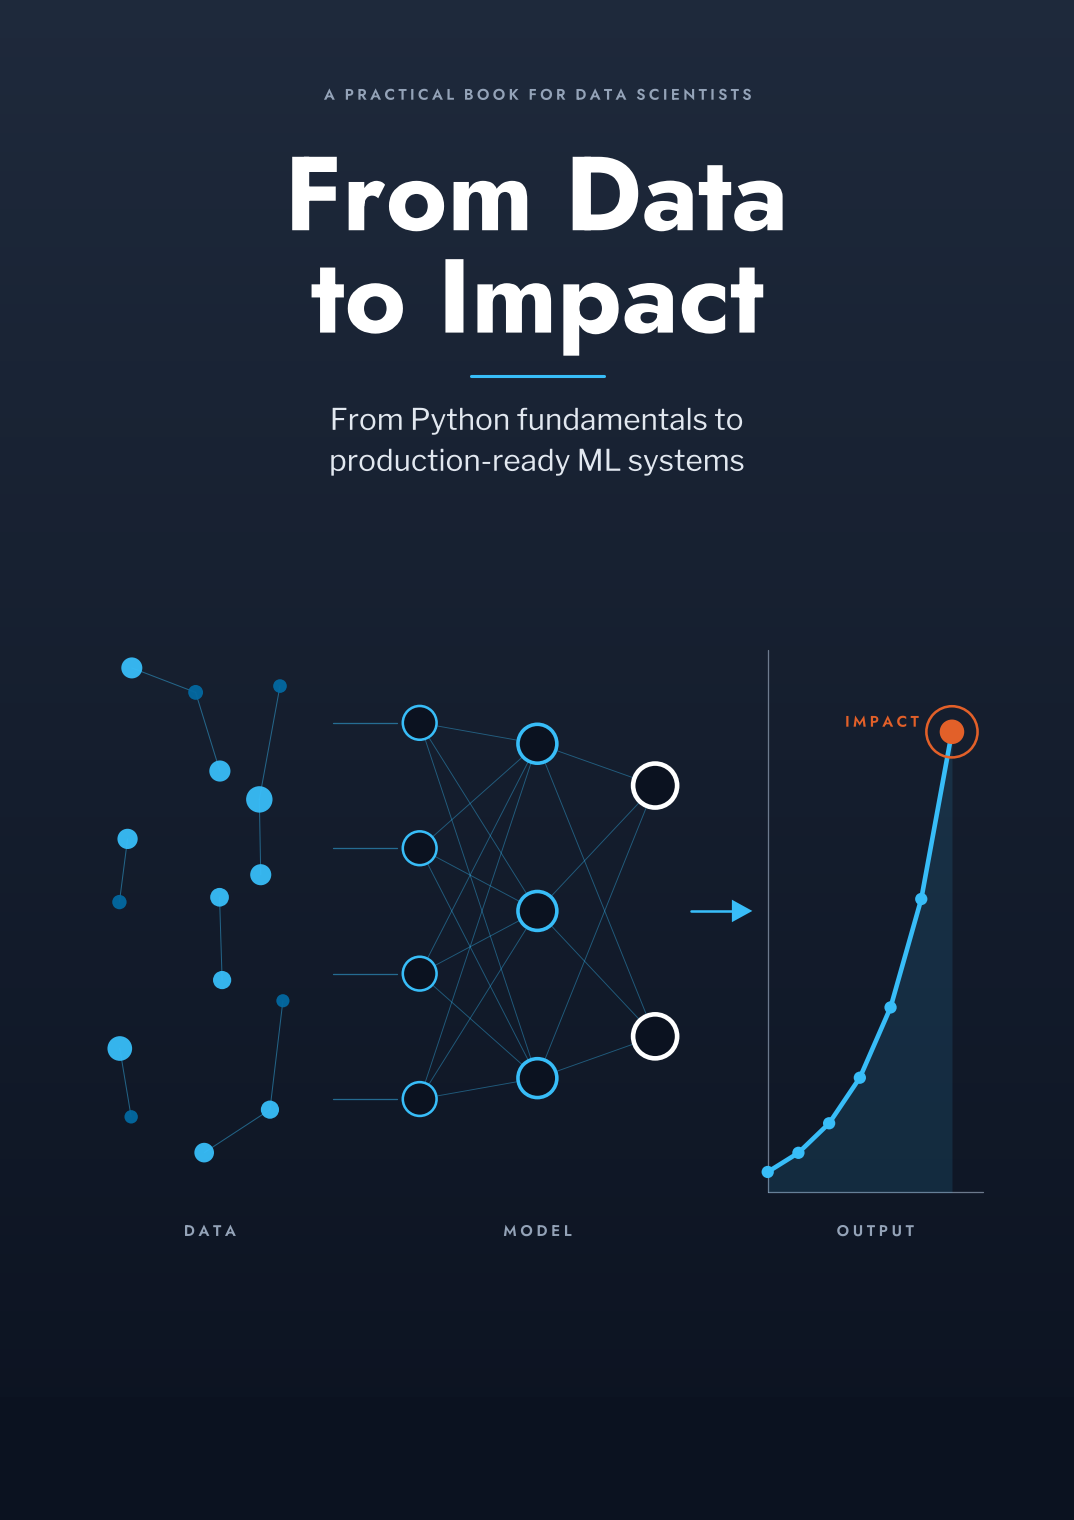 A PRACTICAL BOOK FOR DATA SCIENTISTS
From Data
to Impact
From Python fundamentals to
production-ready ML systems
IMPACT
DATA
MODEL
OUTPUT